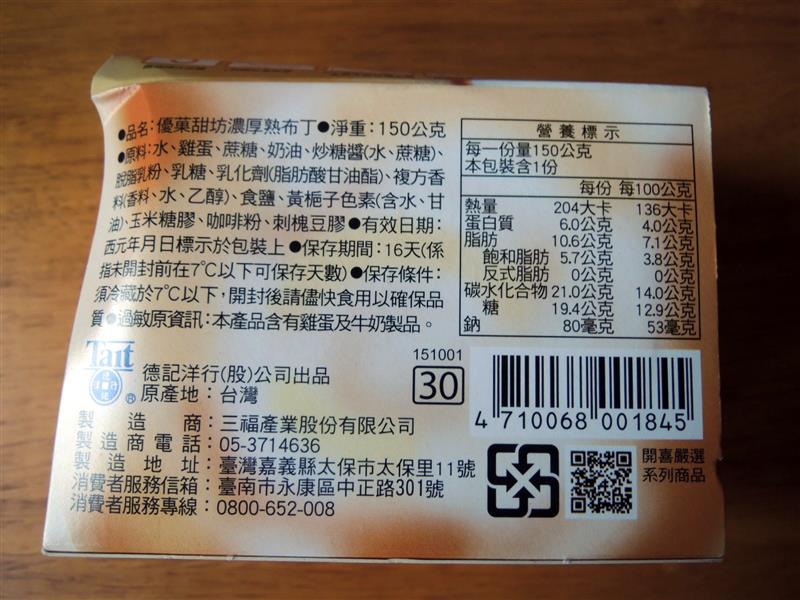 ●品名:優菓甜坊濃厚熟布丁●淨重:150公克
●原料:水、雞蛋、蔗糖、奶油、炒糖醬(水、蔗糖)、
脫脂乳粉、乳糖、乳化劑(脂肪酸甘油酯)、複方香
料(香料、水、乙醇)、食鹽、黃梔子色素(含水、甘
油)、玉米糖膠、咖啡粉、刺槐豆膠●有效日期:
西元年月日標示於包裝上●保存期間:16天(係
指未開封前在7℃以下可保存天數)●保存條件:
須冷藏於7℃以下,開封後請儘快食用以確保品
質●過敏原資訊:本產品含有雞蛋及牛奶製品。
營養標示
每一份量150公克
本包裝含1份
每份 每100公克
熱量 204大卡 136大卡
蛋白質 6.0公克 4.0公克
脂肪 10.6公克 7.1公克
飽和脂肪 5.7公克 3.8公克
反式脂肪 0公克 0公克
碳水化合物 21.0公克 14.0公克
糖 19.4公克 12.9公克
鈉 80毫克 53毫克
Tait
®
德記洋行(股)公司出品
原產地:台灣
151001
30
4 710068 001845
製造商:三福產業股份有限公司
製造商電話:05-3714636
製造地址:臺灣嘉義縣太保市太保里11號
消費者服務信箱:臺南市永康區中正路301號
消費者服務專線:0800-652-008
開喜嚴選
系列商品